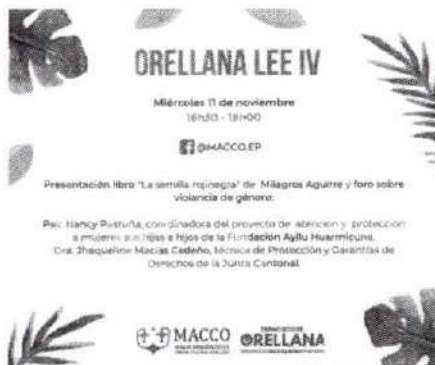 ORELLANA LEE IV
Miércoles 11 de noviembre
16h30 - 18h00
@MACCO.EP
Presentación libro "La semilla rojinegra" de Milagros Aguirre y foro sobre
violencia de género:
Psic. Nancy Pastuña, coordinadora del proyecto de atención y protección
a mujeres sus hijas e hijos de la Fundación Ayllu Huarmicuna.
Dra. Jhaqueline Macías Cedeño, técnica de Protección y Garantías de
Derechos de la Junta Cantonal.
MACCO
ORELLANA